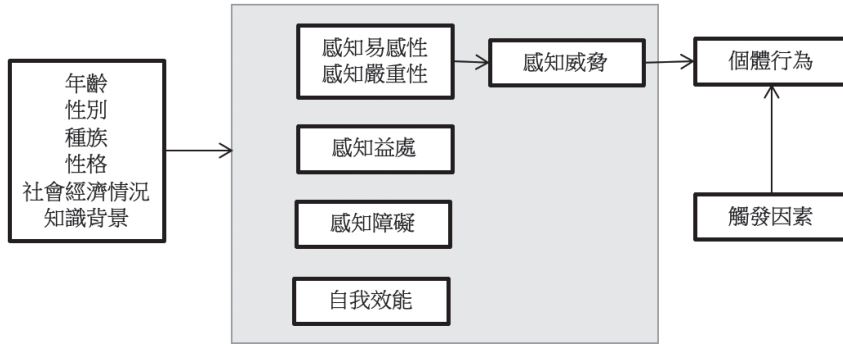 年齡
性別
種族
性格
社會經濟情況
知識背景
感知易感性
感知嚴重性
感知威脅
個體行為
感知益處
感知障礙
觸發因素
自我效能